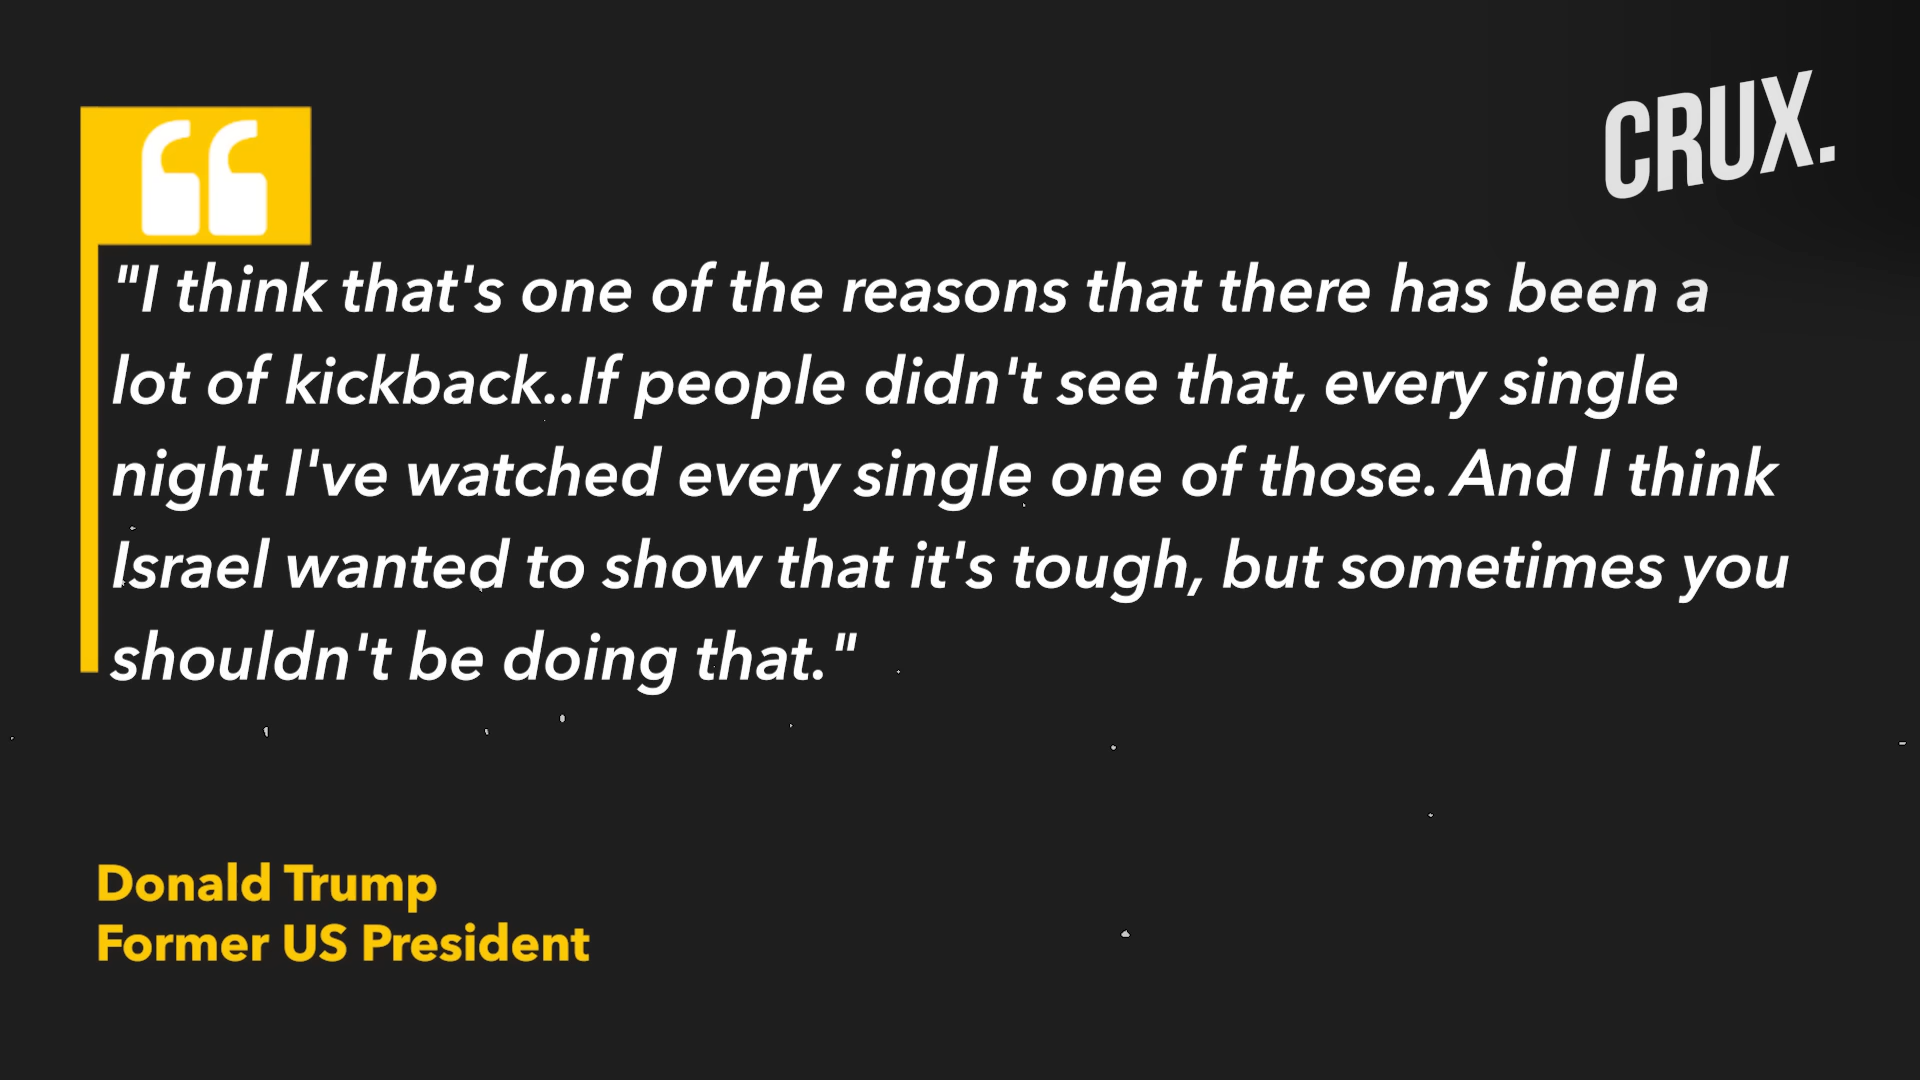 CRUX.
"I think that's one of the reasons that there has been a
lot of kickback..If people didn't see that, every single
night I've watched every single one of those. And I think
Israel wanted to show that it's tough, but sometimes you
shouldn't be doing that."
Donald Trump
Former US President